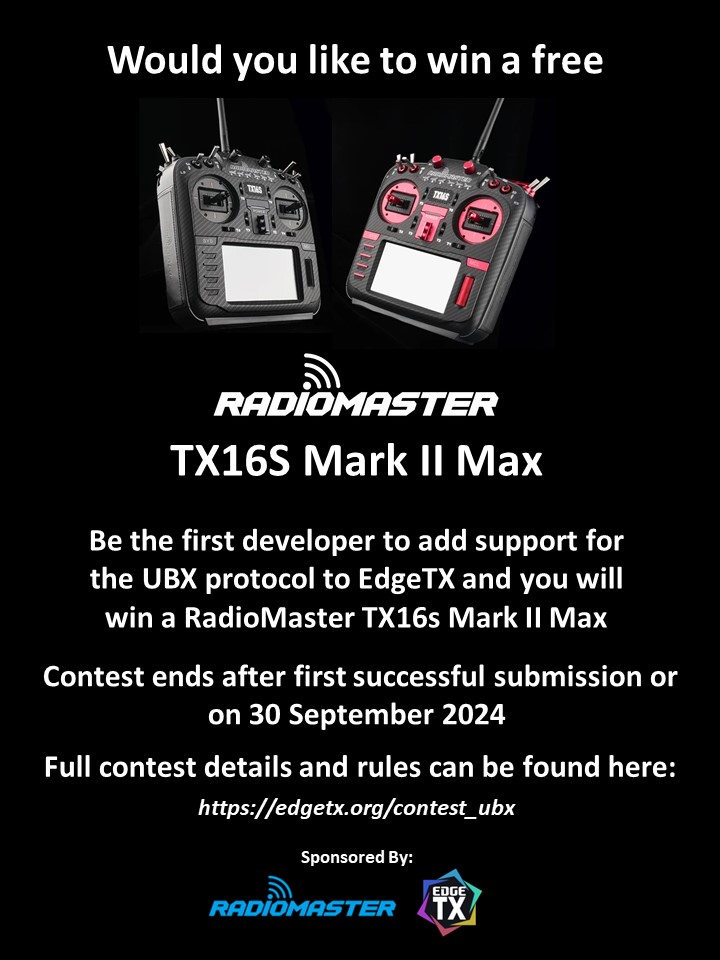 Would you like to win a free
RADIOMASTER
TX16S
RADIOMASTER
TX16S
RADIOMASTER
TX16S Mark II Max
Be the first developer to add support for
the UBX protocol to EdgeTX and you will
win a RadioMaster TX16s Mark II Max
Contest ends after first successful submission or
on 30 September 2024
Full contest details and rules can be found here:
https://edgetx.org/contest_ubx
Sponsored By:
RADIOMASTER
EDGE
TX